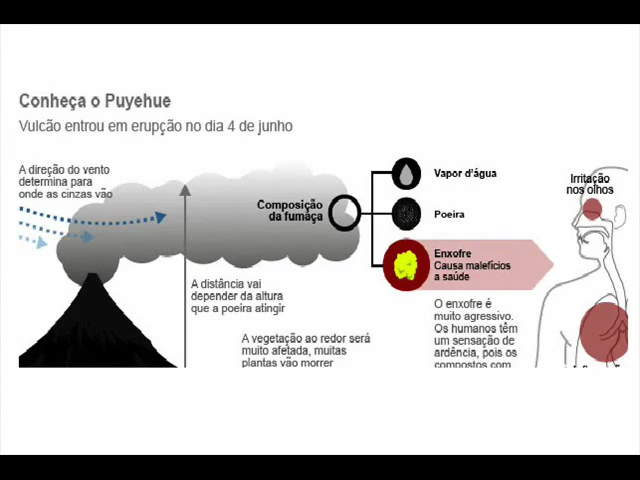 Conheça o Puyehue
Vulcão entrou em erupção no dia 4 de junho
A direção do vento
determina para
onde as cinzas vão
Composição
da fumaça
Vapor d'água
Poeira
Enxofre
Causa malefícios
a saúde
Irritação
nos olhos
A distância vai
depender da altura
que a poeira atingir
A vegetação ao redor será
muito afetada, muitas
plantas vão morrer
O enxofre é
muito agressivo.
Os humanos têm
um sensação de
ardência, pois os
compostos com